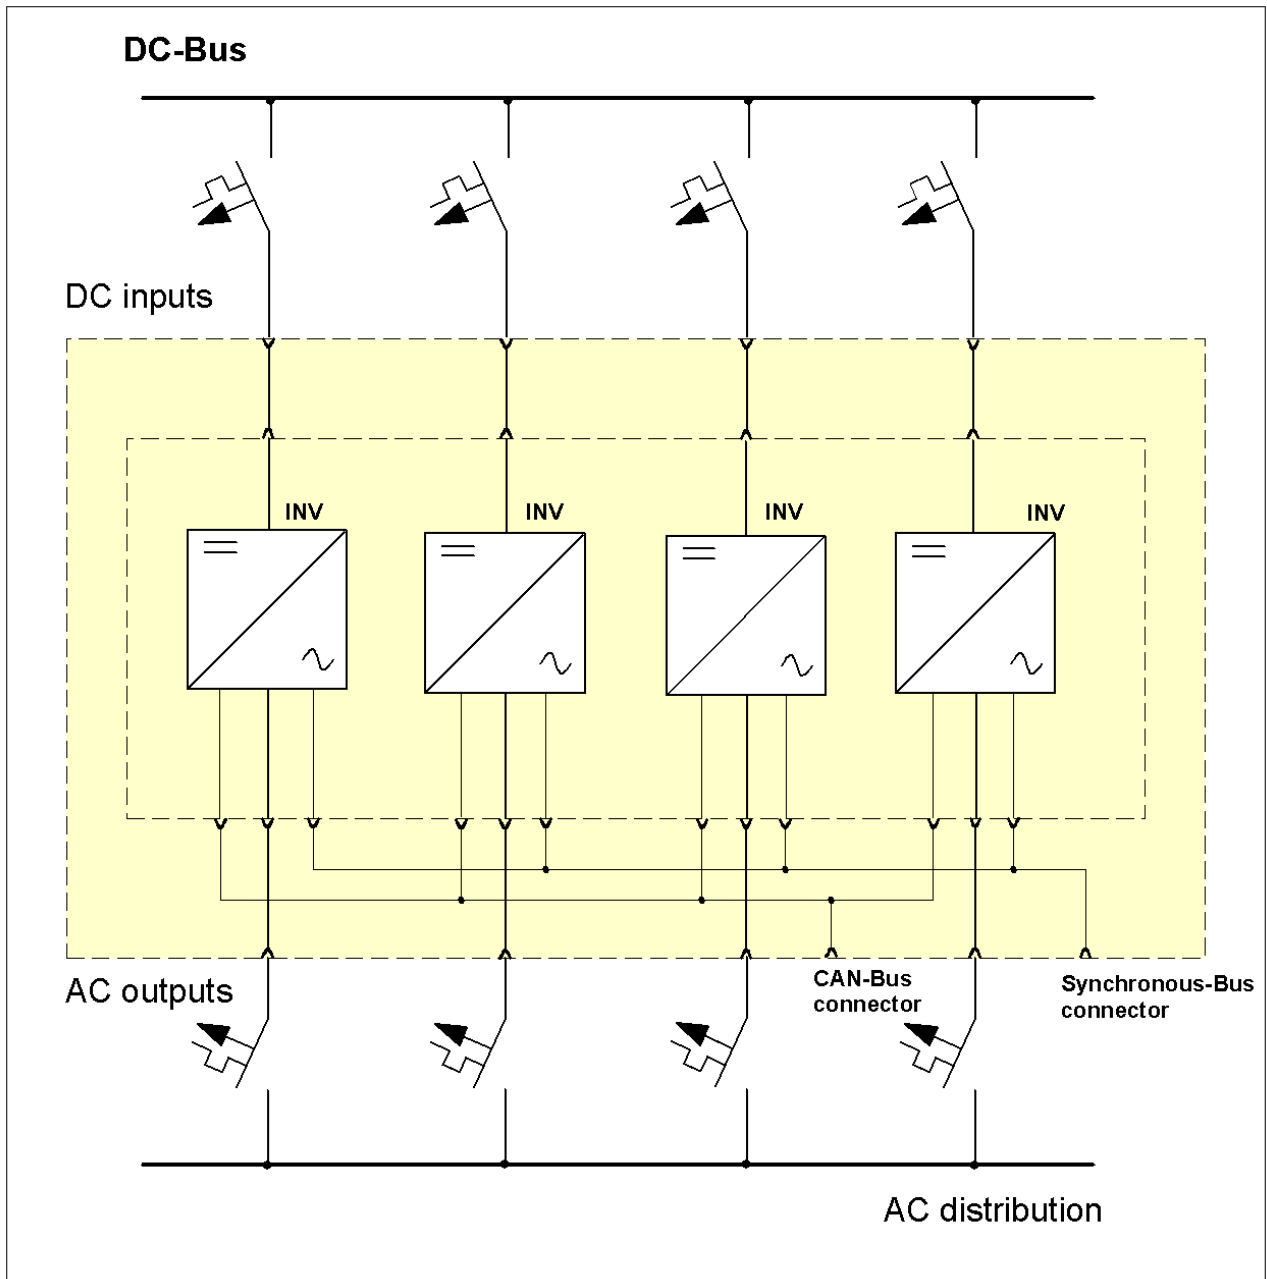 DC-Bus
DC inputs
INV
INV
INV
INV
AC outputs
CAN-Bus
connector
Synchronous-Bus
connector
AC distribution